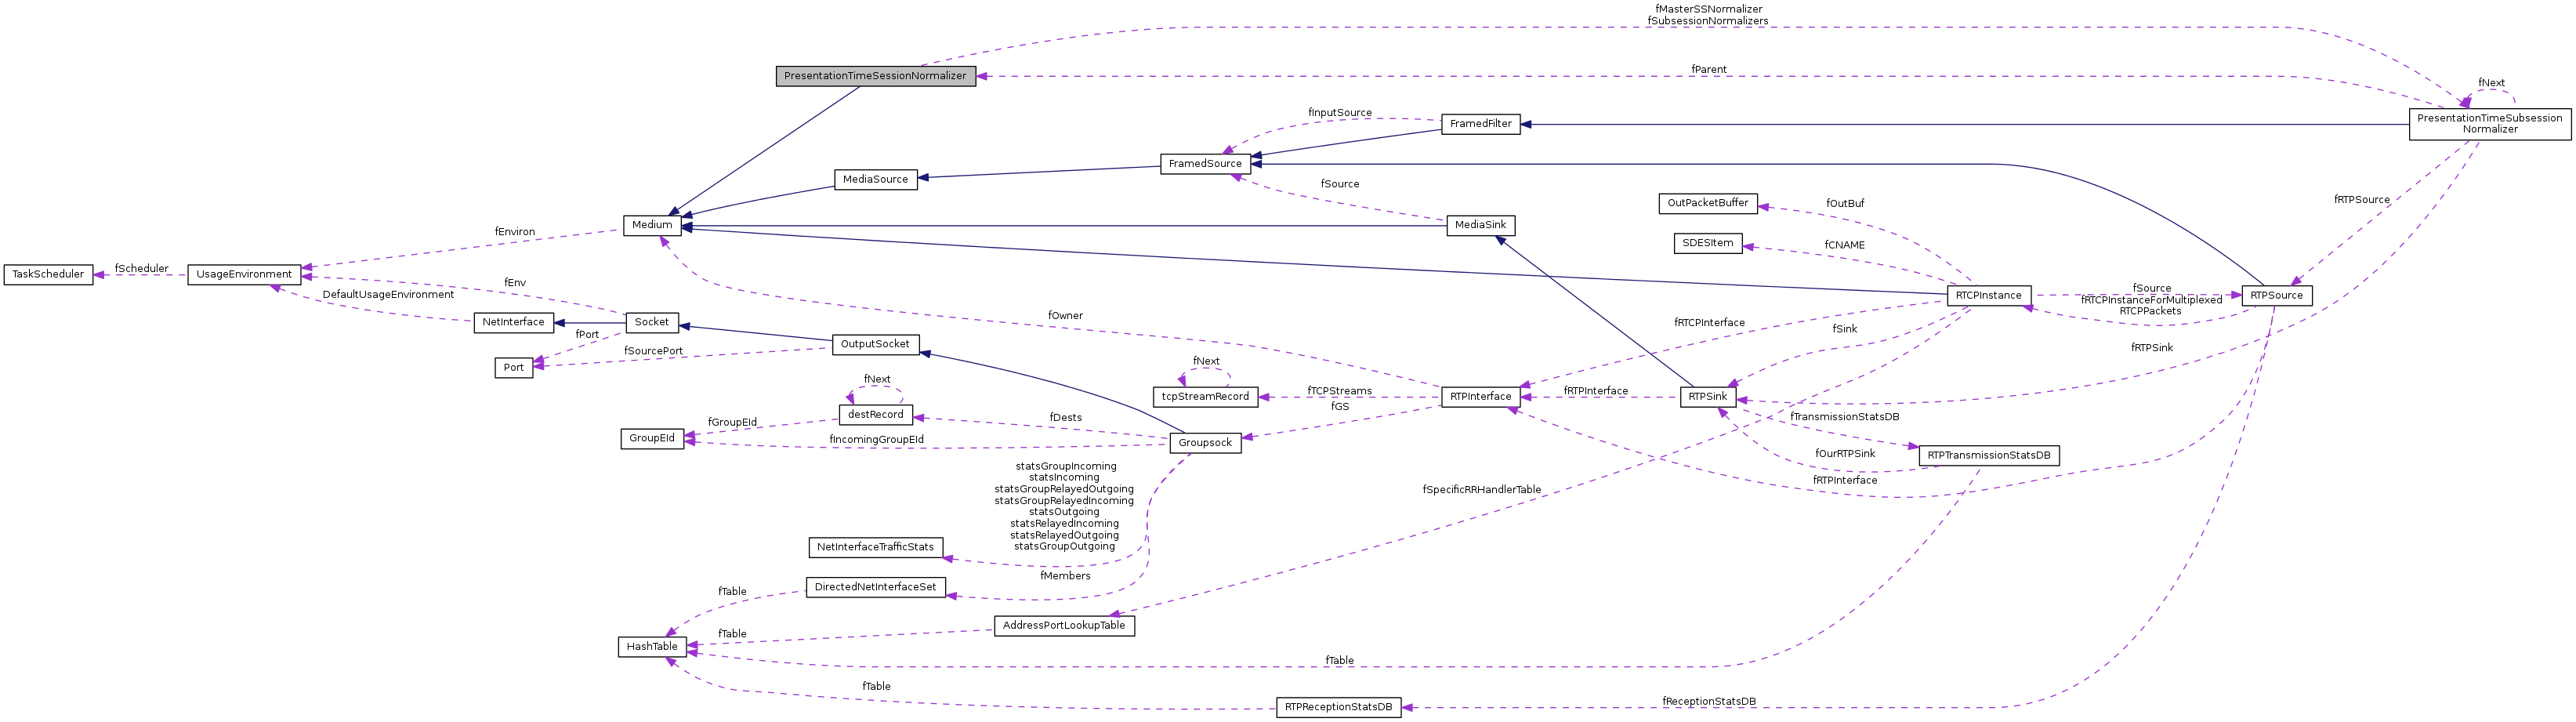 fMasterSSNormalizer
fSubsessionNormalizers
PresentationTimeSessionNormalizer
fParent
fNext
PresentationTimeSubsession
Normalizer
fInputSource
FramedFilter
FramedSource
MediaSource
fSource
fRTPSource
OutPacketBuffer
fOutBuf
Medium
MediaSink
fEnviron
SDESItem
fCNAME
TaskScheduler
fScheduler
UsageEnvironment
fEnv
DefaultUsageEnvironment
RTCPInstance
fSource
fRTCPInstanceForMultiplexed
RTCPPackets
RTPSource
NetInterface
Socket
fOwner
fRTCPInterface
fSink
fPort
fSourcePort
OutputSocket
fRTPSink
Port
fNext
fNext
tcpStreamRecord
fTCPStreams
RTPInterface
fRTPInterface
RTPSink
fGS
destRecord
fDests
fTransmissionStatsDB
fGroupEId
GroupEId
fIncomingGroupEId
Groupsock
fOurRTPSink
RTPTransmissionStatsDB
statsGroupIncoming
statsIncoming
statsGroupRelayedOutgoing
statsGroupRelayedIncoming
statsOutgoing
statsRelayedIncoming
statsRelayedOutgoing
statsGroupOutgoing
fRTPInterface
fSpecificRRHandlerTable
NetInterfaceTrafficStats
fMembers
DirectedNetInterfaceSet
fTable
AddressPortLookupTable
fTable
HashTable
fTable
fTable
RTPReceptionStatsDB
fReceptionStatsDB